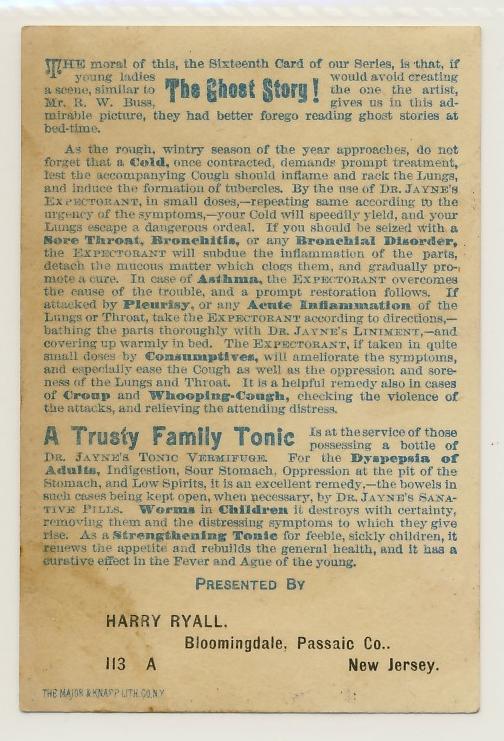 THE moral of this, the Sixteenth Card of our Series, is that, if
young ladies would avoid creating
a scene, similar to The Ghost Story! the one the artist,
Mr. R. W. Buss, gives us in this ad-
mirable picture, they had better forego reading ghost stories at
bed-time.
As the rough, wintry season of the year approaches, do not
forget that a Cold, once contracted, demands prompt treatment,
lest the accompanying Cough should inflame and rack the Lungs,
and induce the formation of tubercles. By the use of DR. JAYNE'S
EXPECTORANT, in small doses,—repeating same according to the
urgency of the symptoms,—your Cold will speedily yield, and your
Lungs escape a dangerous ordeal. If you should be seized with a
Sore Throat, Bronchitis, or any Bronchial Disorder,
the EXPECTORANT will subdue the inflammation of the parts,
detach the mucous matter which clogs them, and gradually pro-
mote a cure. In case of Asthma, the EXPECTORANT overcomes
the cause of the trouble, and a prompt restoration follows. If
attacked by Pleurisy, or any Acute Inflammation of the
Lungs or Throat, take the EXPECTORANT according to directions,—
bathing the parts thoroughly with DR. JAYNE'S LINIMENT,—and
covering up warmly in bed. The EXPECTORANT, if taken in quite
small doses by Consumptives, will ameliorate the symptoms,
and especially ease the Cough as well as the oppression and sore-
ness of the Lungs and Throat. It is a helpful remedy also in cases
of Croup and Whooping-Cough, checking the violence of
the attacks, and relieving the attending distress.
A Trusty Family Tonic Is at the service of those
possessing a bottle of
DR. JAYNE'S TONIC VERMIFUGE. For the Dyspepsia of
Adults, Indigestion, Sour Stomach, Oppression at the pit of the
Stomach, and Low Spirits, it is an excellent remedy,—the bowels in
such cases being kept open, when necessary, by DR. JAYNE'S SANA-
TIVE PILLS. Worms in Children it destroys with certainty,
removing them and the distressing symptoms to which they give
rise. As a Strengthening Tonic for feeble, sickly children, it
renews the appetite and rebuilds the general health, and it has a
curative effect in the Fever and Ague of the young.
PRESENTED BY
HARRY RYALL,
Bloomingdale, Passaic Co..
113 A New Jersey.
THE MAJOR & KNAPP LITH. CO. N.Y.